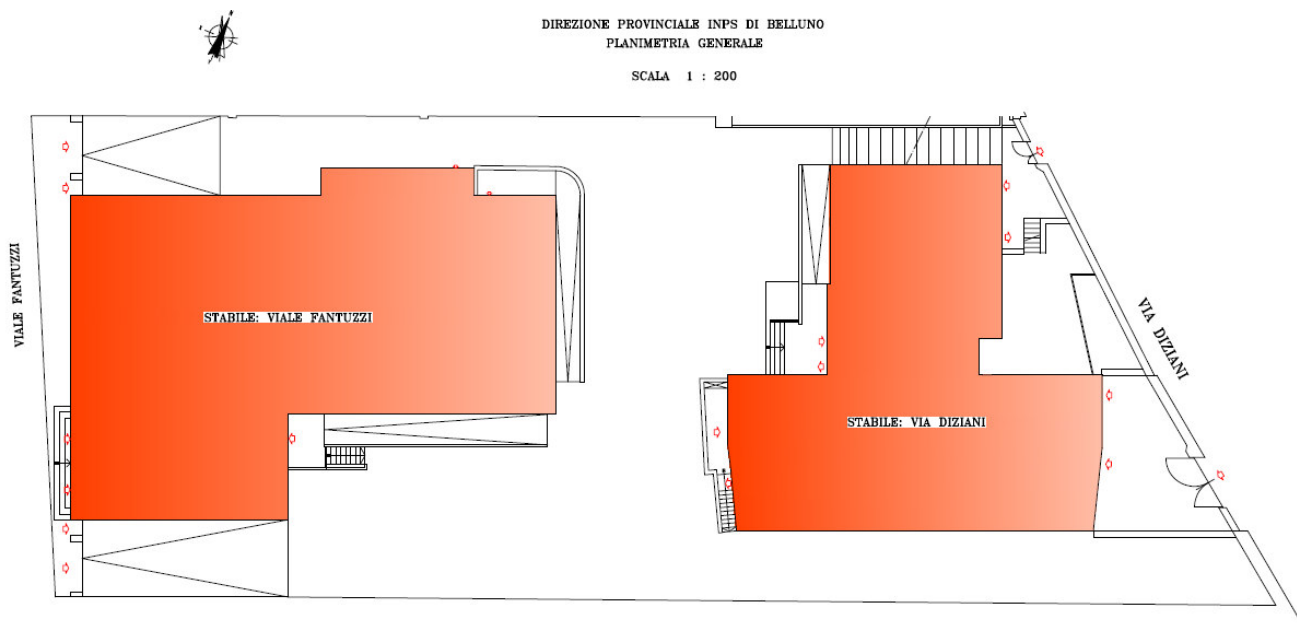 DIREZIONE PROVINCIALE INPS DI BELLUNO
PLANIMETRIA GENERALE
SCALA 1 : 200
VIALE FANTUZZI
STABILE: VIALE FANTUZZI
VIA DIZIANI
STABILE: VIA DIZIANI